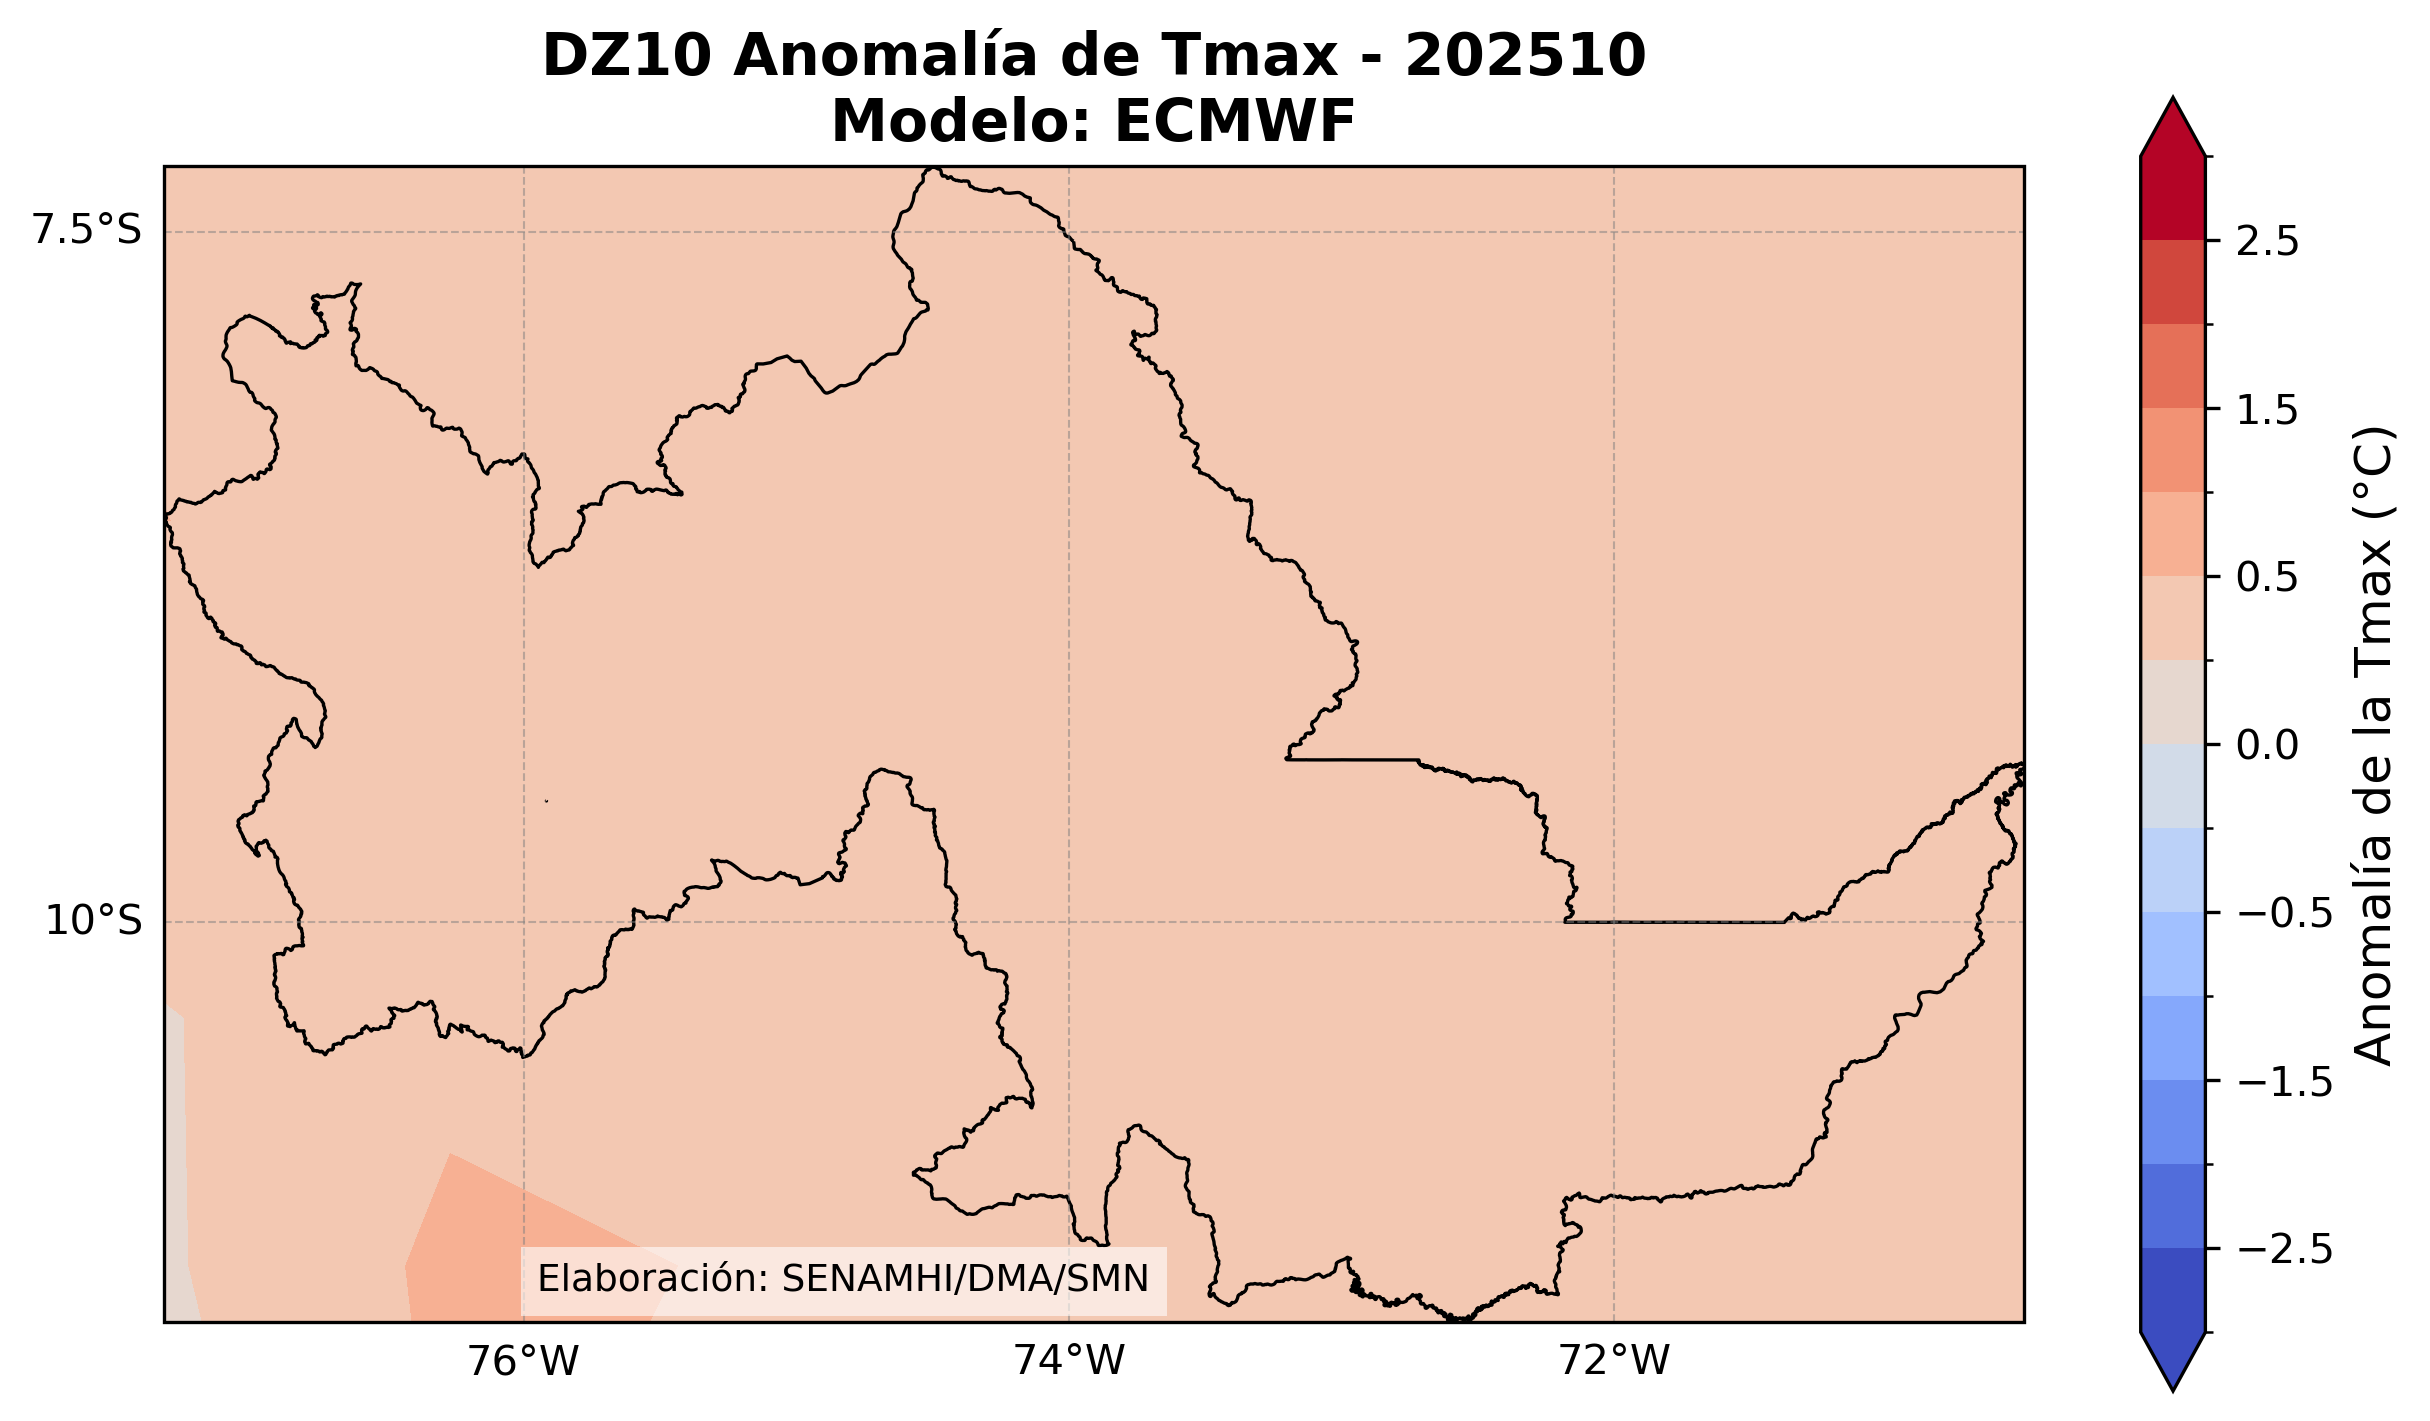 DZ10 Anomalía de Tmax - 202510
Modelo: ECMWF
7.5°S
10°S
76°W
74°W
72°W
Elaboración: SENAMHI/DMA/SMN
2.5
1.5
0.5
0.0
−0.5
−1.5
−2.5
Anomalía de la Tmax (°C)